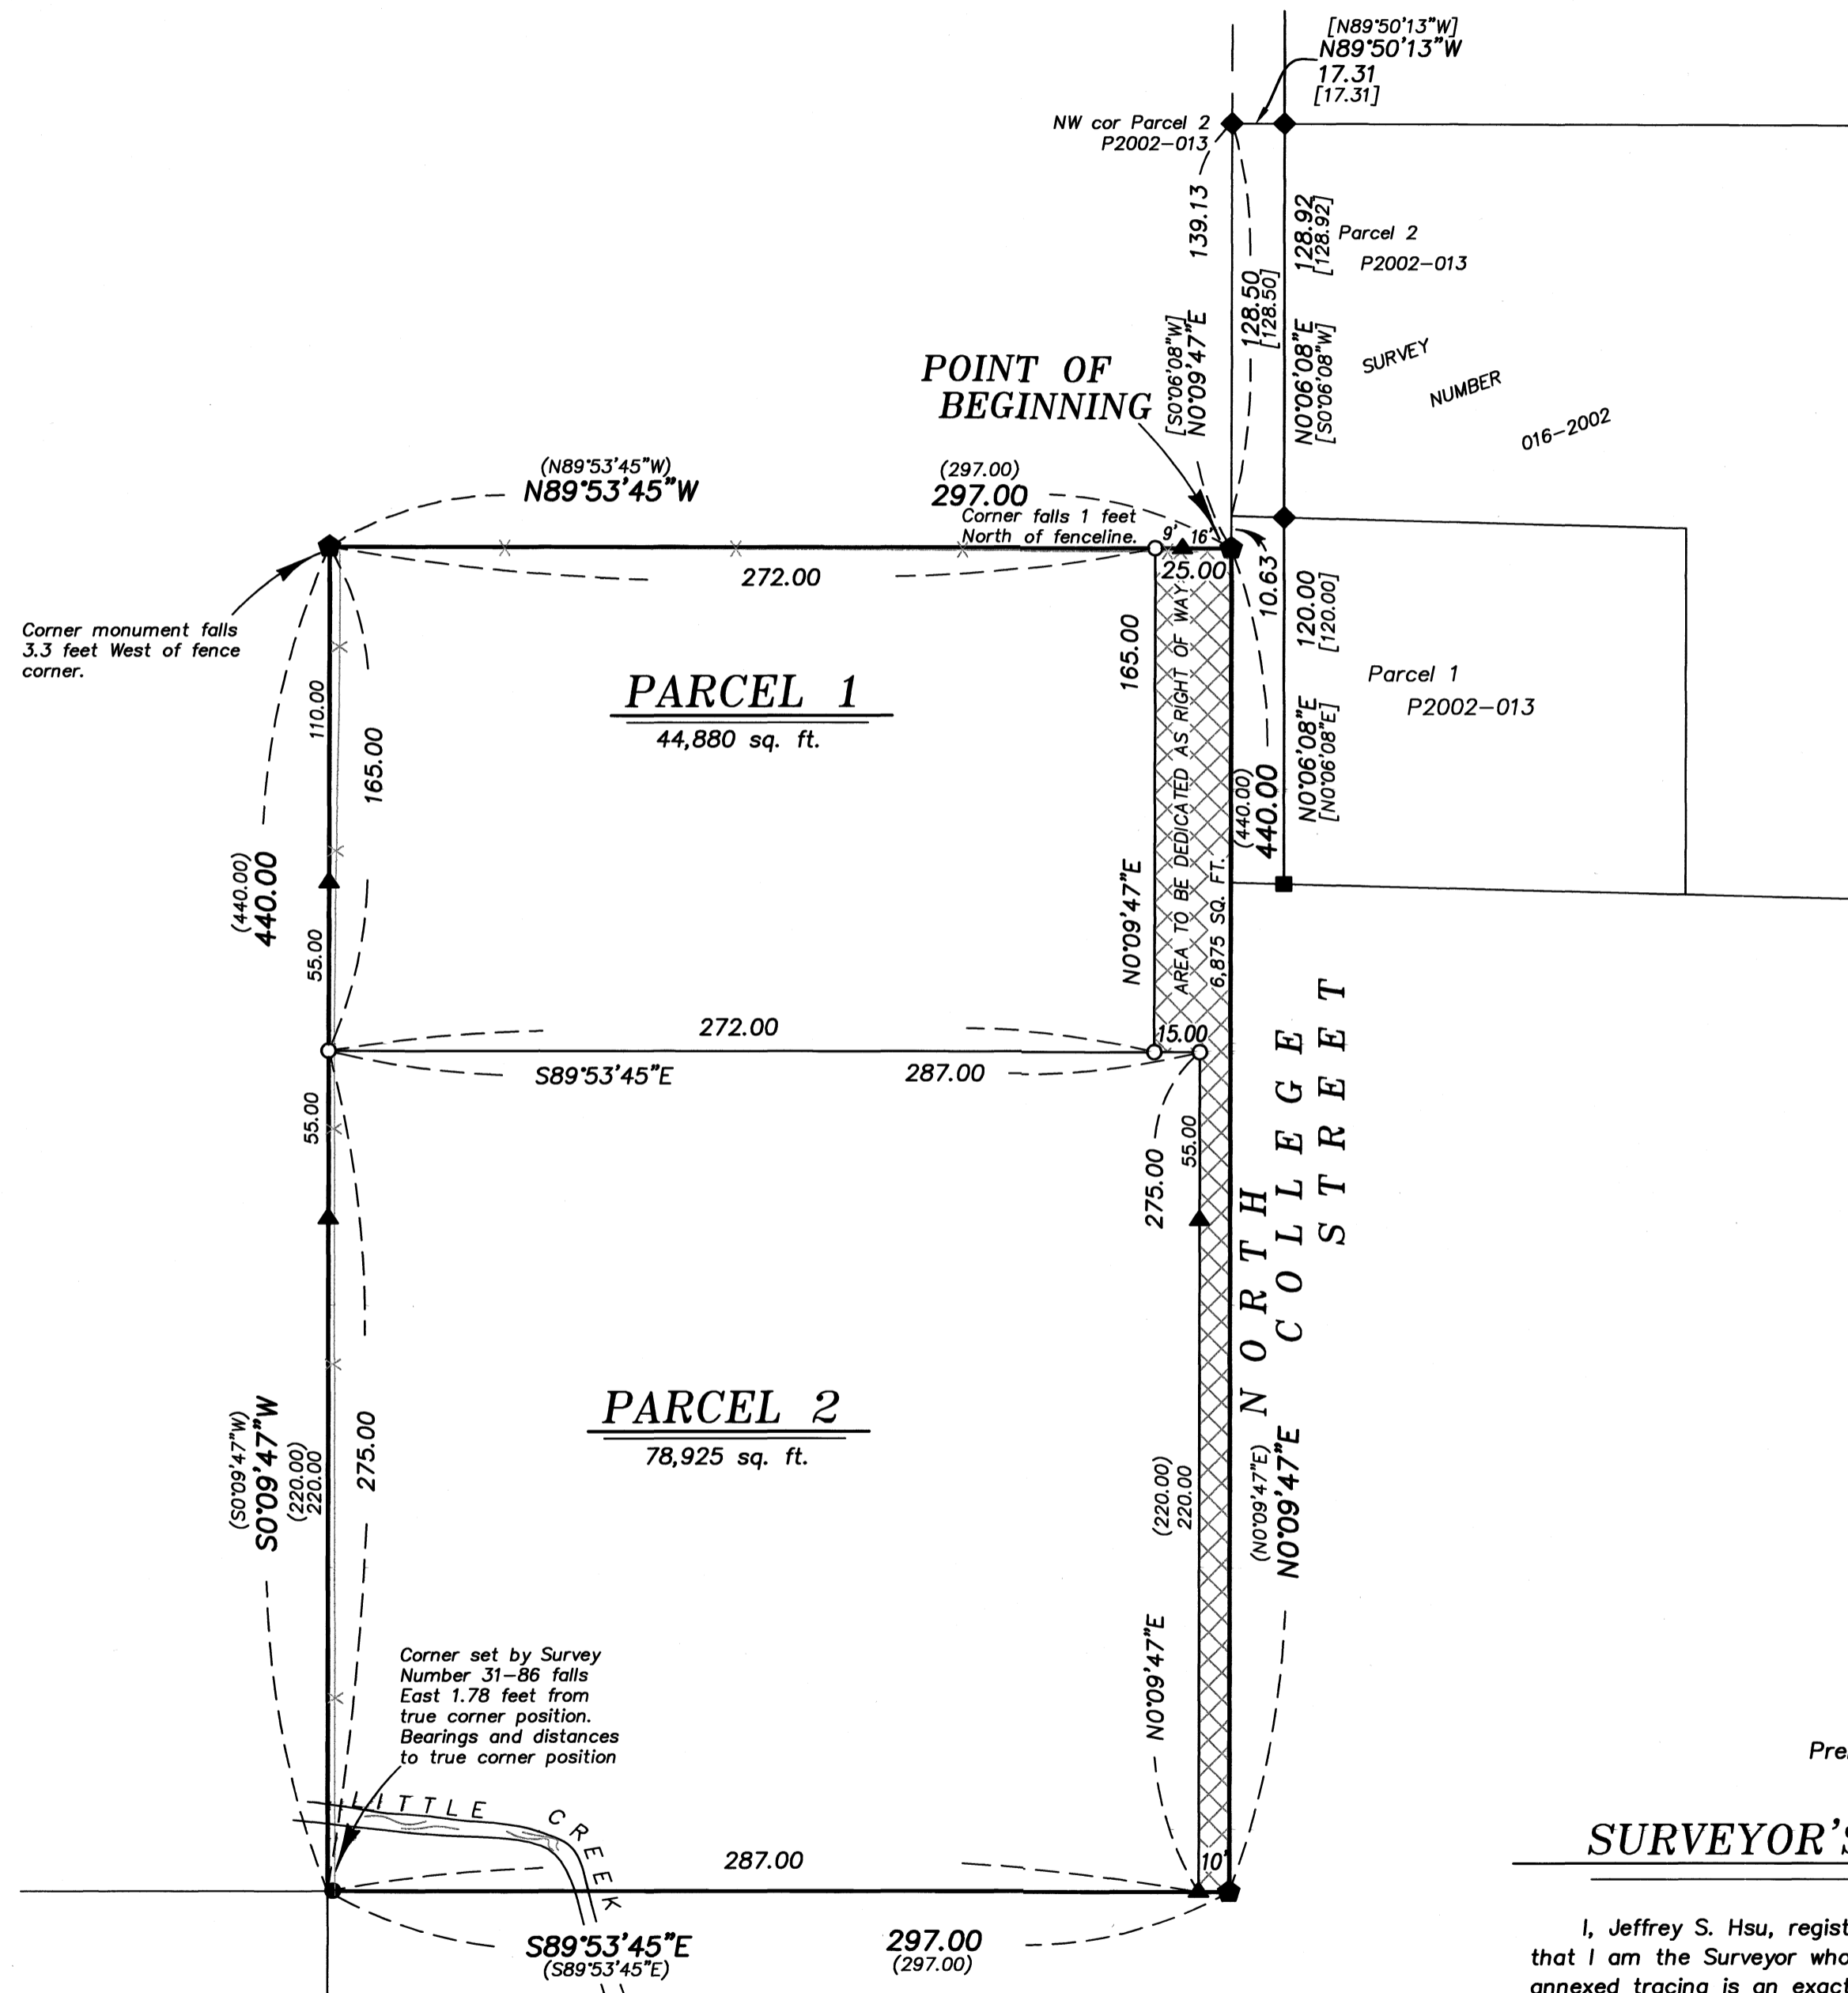 [N89°50'13"W]
N89°50'13"W
17.31
[17.31]
NW cor Parcel 2
P2002-013
139.13
128.92
[128.92]
Parcel 2
P2002-013
128.50
[128.50]
[S0°06'08"W]
N0°09'47"E
N0°06'08"E
[S0°06'08"W]
SURVEY
NUMBER
016-2002
POINT OF
BEGINNING
(N89°53'45"W)
N89°53'45"W
(297.00)
297.00
Corner falls 1 feet
North of fenceline.
9'
16'
272.00
25.00
10.63
120.00
[120.00]
Corner monument falls
3.3 feet West of fence
corner.
110.00
165.00
PARCEL 1
44,880 sq. ft.
165.00
AREA TO BE DEDICATED AS RIGHT OF WAY
6,875 SQ. FT.
Parcel 1
P2002-013
N0°06'08"E
[N0°06'08"E]
(440.00)
440.00
(440.00)
440.00
N0°09'47"E
55.00
272.00
15.00
S89°53'45"E
287.00
55.00
55.00
275.00
NORTH
COLLEGE
STREET
PARCEL 2
78,925 sq. ft.
(S0°09'47"W)
S0°09'47"W
(220.00)
220.00
275.00
(220.00)
220.00
(N0°09'47"E)
N0°09'47"E
N0°09'47"E
Corner set by Survey
Number 31-86 falls
East 1.78 feet from
true corner position.
Bearings and distances
to true corner position
LITTLE CREEK
287.00
10'
S89°53'45"E
(S89°53'45"E)
297.00
(297.00)
Pre
SURVEYOR'S
I, Jeffrey S. Hsu, regist
that I am the Surveyor who
annexed tracing is an exact